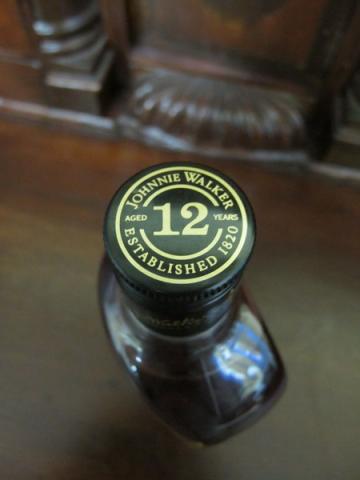 JOHNNIE WALKER
AGED 12 YEARS
ESTABLISHED 1820